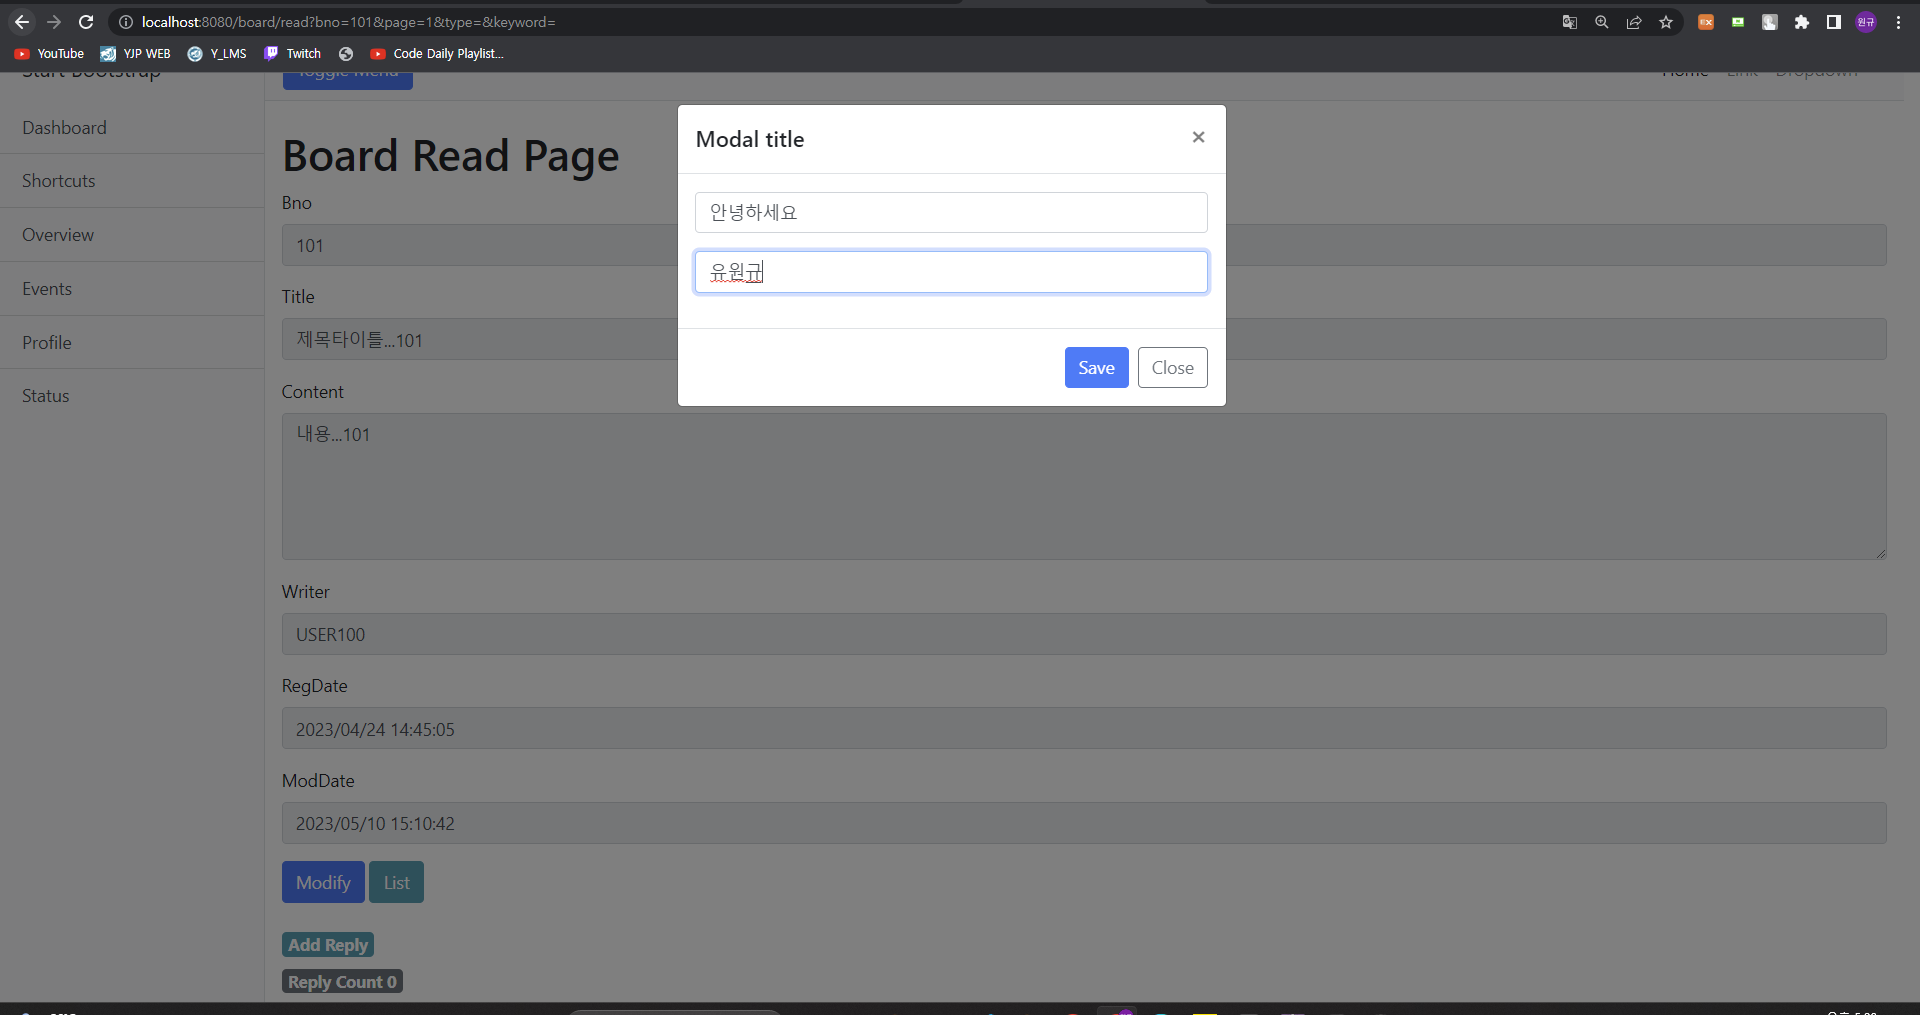 localhost:8080/board/read?bno=101&page=1&type=&keyword=
원규
YouTube YJP WEB Y_LMS Twitch Code Daily Playlist...
Start Bootstrap Toggle Menu Home Link Dropdown
Modal title ×
안녕하세요
유원규
Save Close
Dashboard
Shortcuts
Overview
Events
Profile
Status
Board Read Page
Bno
101
Title
제목타이틀...101
Content
내용...101
Writer
USER100
RegDate
2023/04/24 14:45:05
ModDate
2023/05/10 15:10:42
Modify List
Add Reply
Reply Count 0